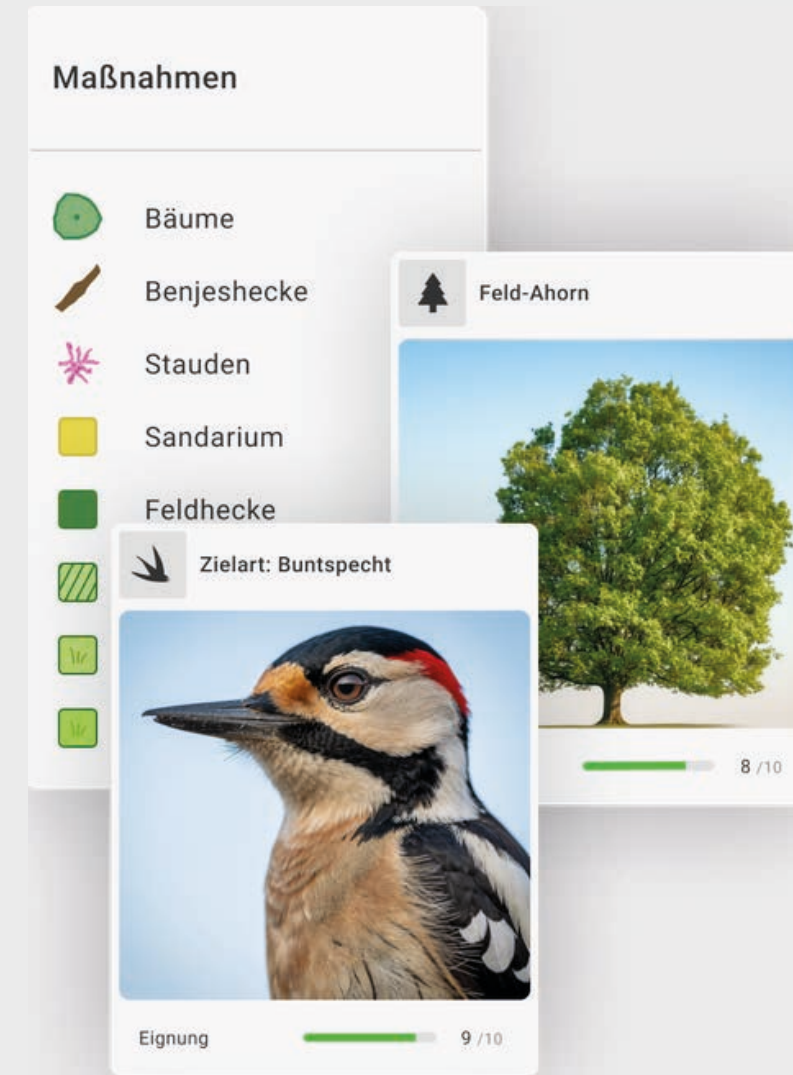 Maßnahmen
Bäume
Benjeshecke
Stauden
Sandarium
Feldhecke
Feld-Ahorn
8 /10
Zielart: Buntspecht
Eignung
9 /10